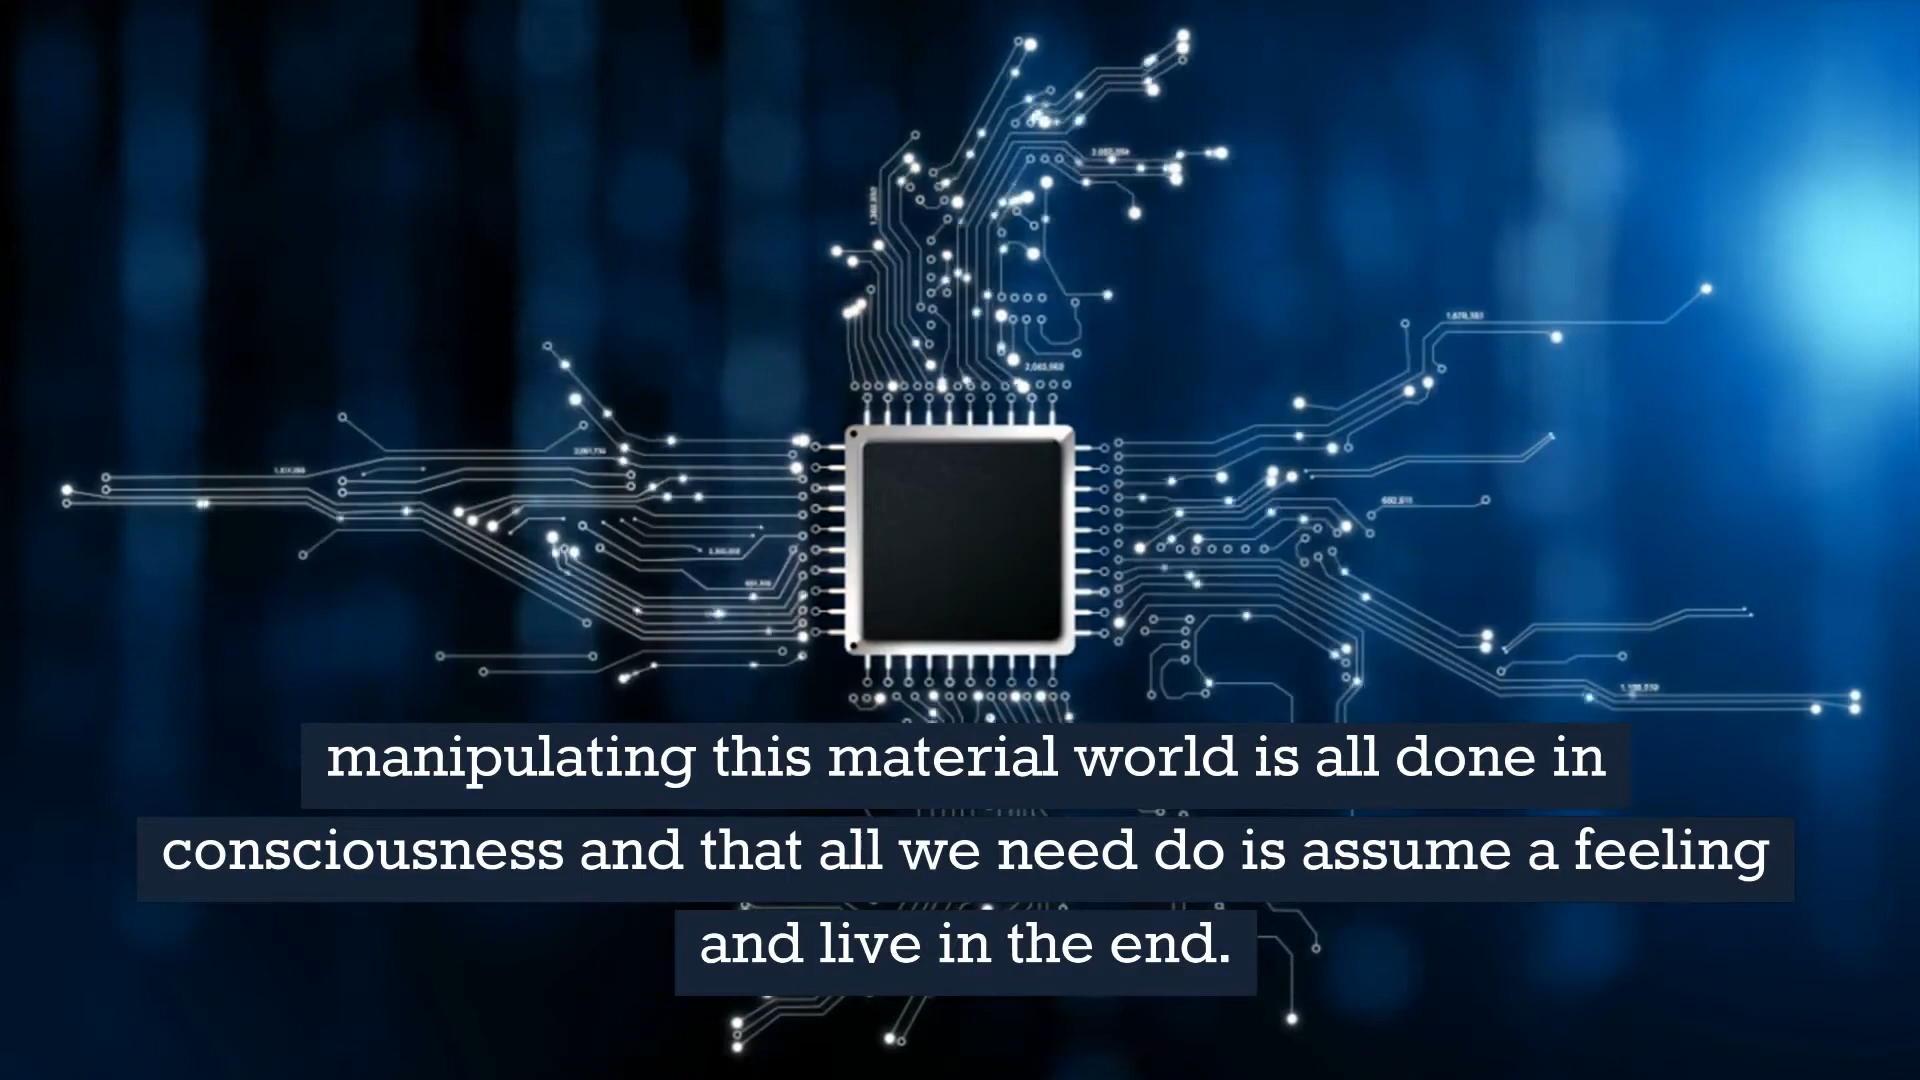 manipulating this material world is all done in
consciousness and that all we need do is assume a feeling
and live in the end.